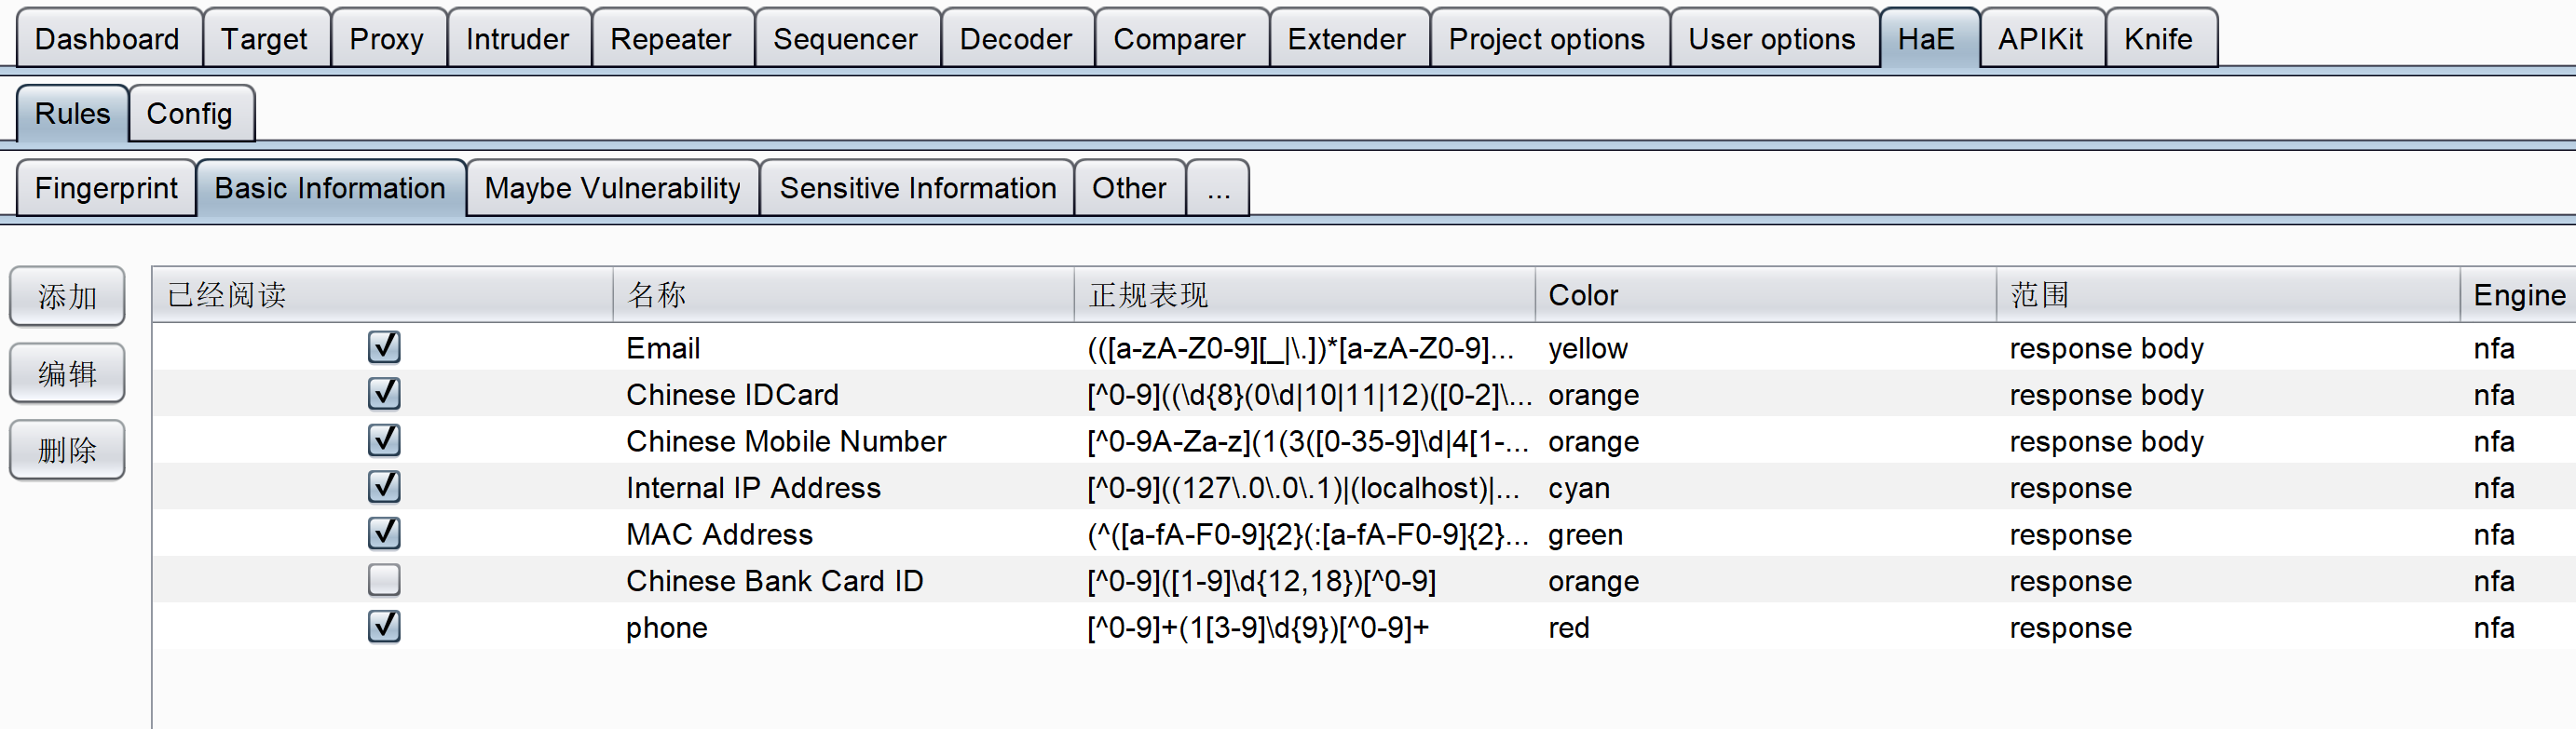 Dashboard Target Proxy Intruder Repeater Sequencer Decoder Comparer Extender Project options User options HaE APIKit Knife
Rules Config
Fingerprint Basic Information Maybe Vulnerability Sensitive Information Other ...
添加
编辑
删除
已经阅读 名称 正规表现 Color 范围 Engine
Email (([a-zA-Z0-9][_|\.])*[a-zA-Z0-9]... yellow response body nfa
Chinese IDCard [^0-9]((\d{8}(0\d|10|11|12)([0-2]\... orange response body nfa
Chinese Mobile Number [^0-9A-Za-z](1(3([0-35-9]\d|4[1-... orange response body nfa
Internal IP Address [^0-9]((127\.0\.0\.1)|(localhost)|... cyan response nfa
MAC Address (^([a-fA-F0-9]{2}(:[a-fA-F0-9]{2}... green response nfa
Chinese Bank Card ID [^0-9]([1-9]\d{12,18})[^0-9] orange response nfa
phone [^0-9]+(1[3-9]\d{9})[^0-9]+ red response nfa